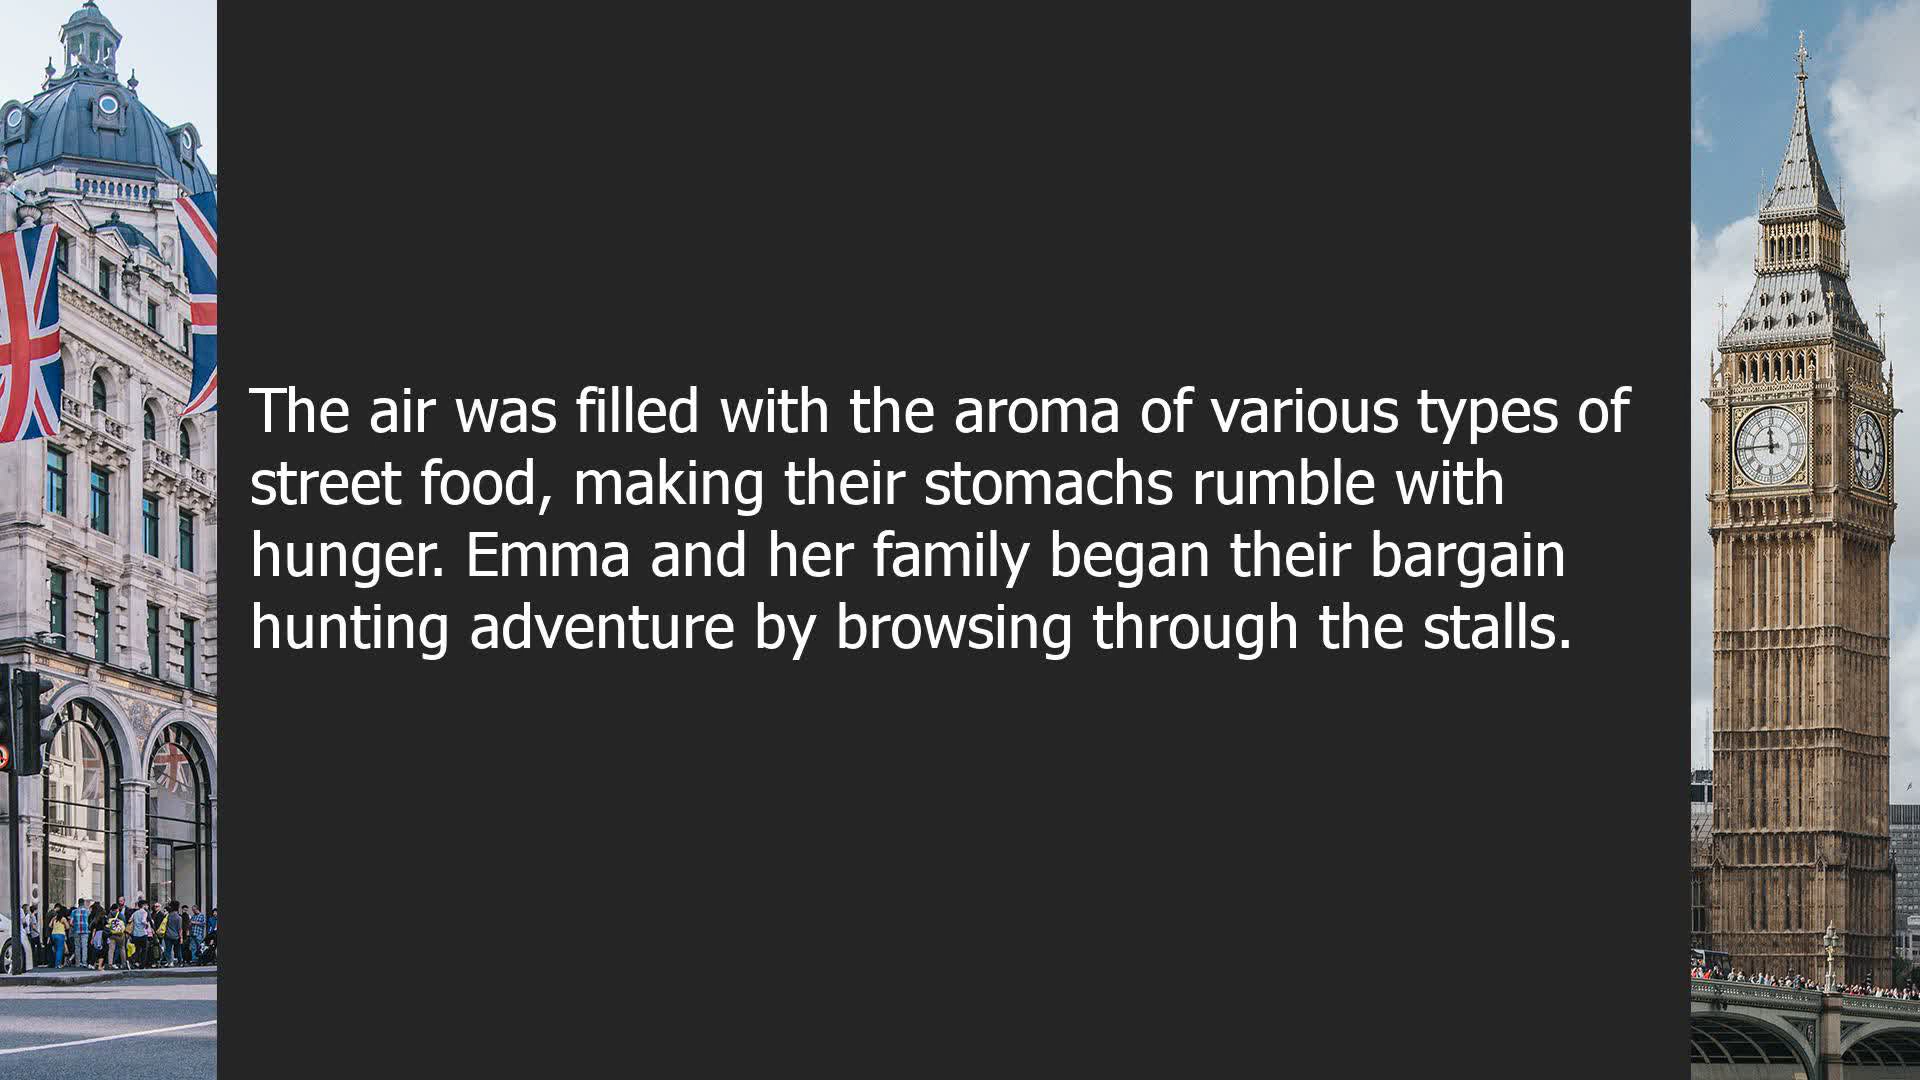 The air was filled with the aroma of various types of
street food, making their stomachs rumble with
hunger. Emma and her family began their bargain
hunting adventure by browsing through the stalls.